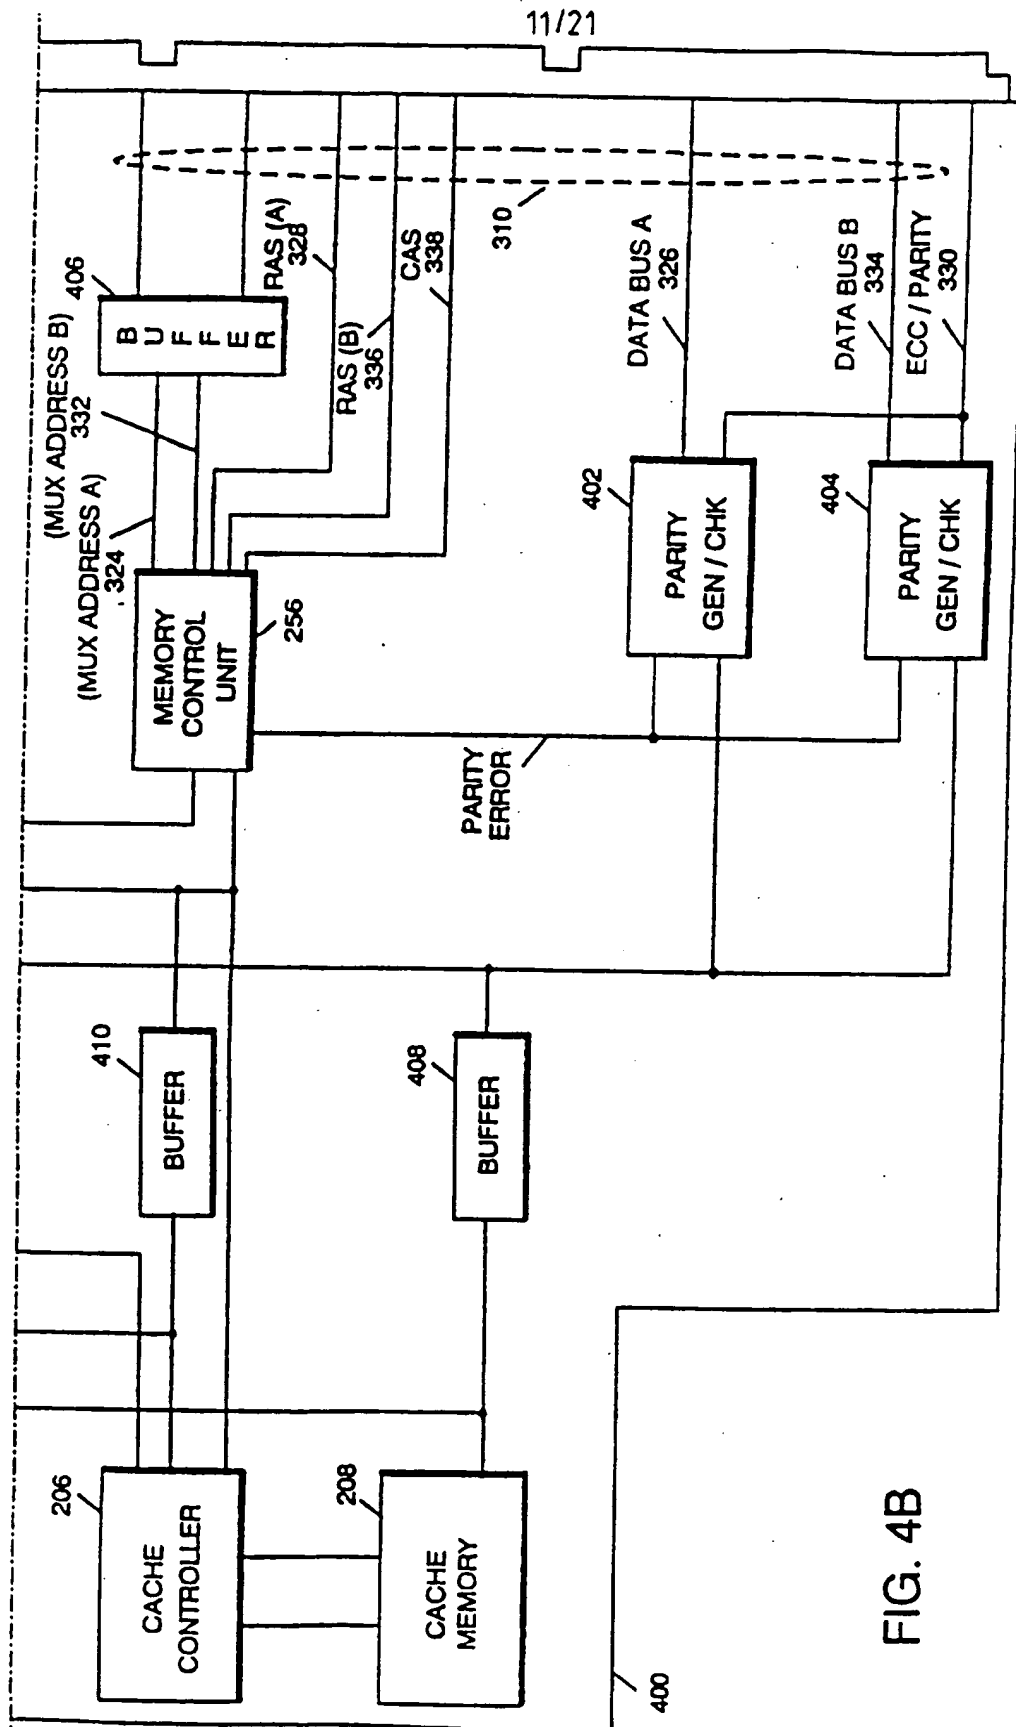 11/21
206
CACHE
CONTROLLER
208
CACHE
MEMORY
410
BUFFER
408
BUFFER
(MUX ADDRESS A)
324
(MUX ADDRESS B)
332
MEMORY
CONTROL
UNIT
256
406
BUFFER
RAS (A)
328
RAS (B)
336
CAS
338
310
PARITY
ERROR
402
PARITY
GEN / CHK
DATA BUS A
326
404
PARITY
GEN / CHK
DATA BUS B
334
ECC / PARITY
330
400
FIG. 4B